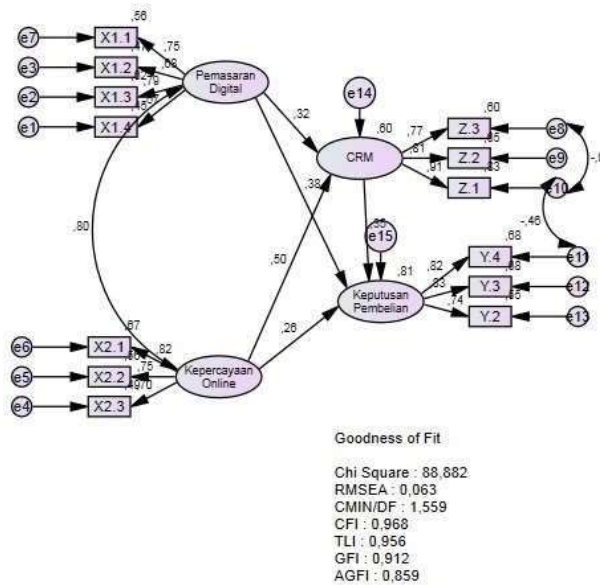 ,56
e7
X1.1
,75
e3
X1.2
,68
Pemasaran
Digital
e2
X1.3
,79
e1
X1.4
e14
,32
,60
CRM
,77
Z.3
,60
e8
,81
Z.2
e9
,91
Z.1
e10
,38
,80
,50
,35
e15
-,46
,81
Keputusan
Pembelian
,82
Y.4
,68
e11
,83
Y.3
e12
,74
Y.2
e13
,26
,67
e6
X2.1
,82
Kepercayaan
Online
e5
X2.2
,75
e4
X2.3
,70
Goodness of Fit
Chi Square : 88,882
RMSEA : 0,063
CMIN/DF : 1,559
CFI : 0,968
TLI : 0,956
GFI : 0,912
AGFI : 0,859